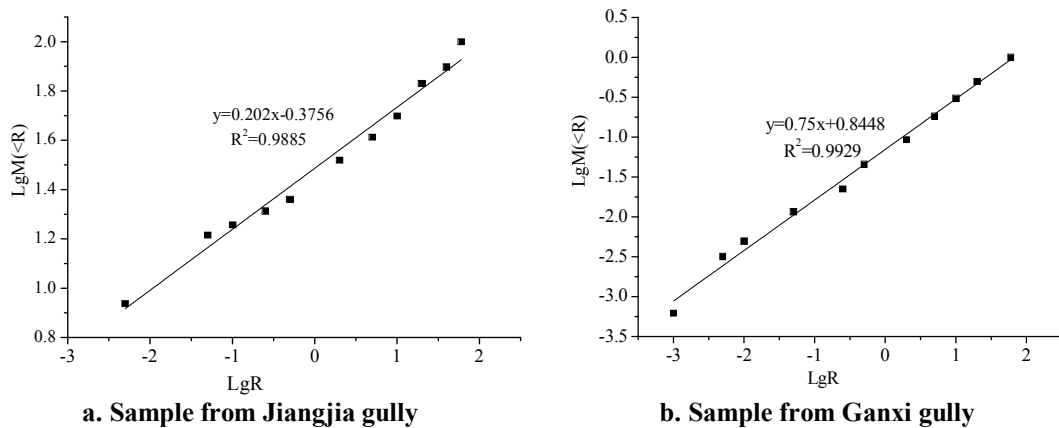 2.0
1.8
1.6
1.4
1.2
1.0
0.8
LgM(<R)
y=0.202x-0.3756
R²=0.9885
-3 -2 -1 0 1 2
LgR
a. Sample from Jiangjia gully
0.0
-0.5
-1.0
-1.5
-2.0
-2.5
-3.0
-3.5
LgM(<R)
y=0.75x+0.8448
R²=0.9929
-3 -2 -1 0 1 2
LgR
b. Sample from Ganxi gully